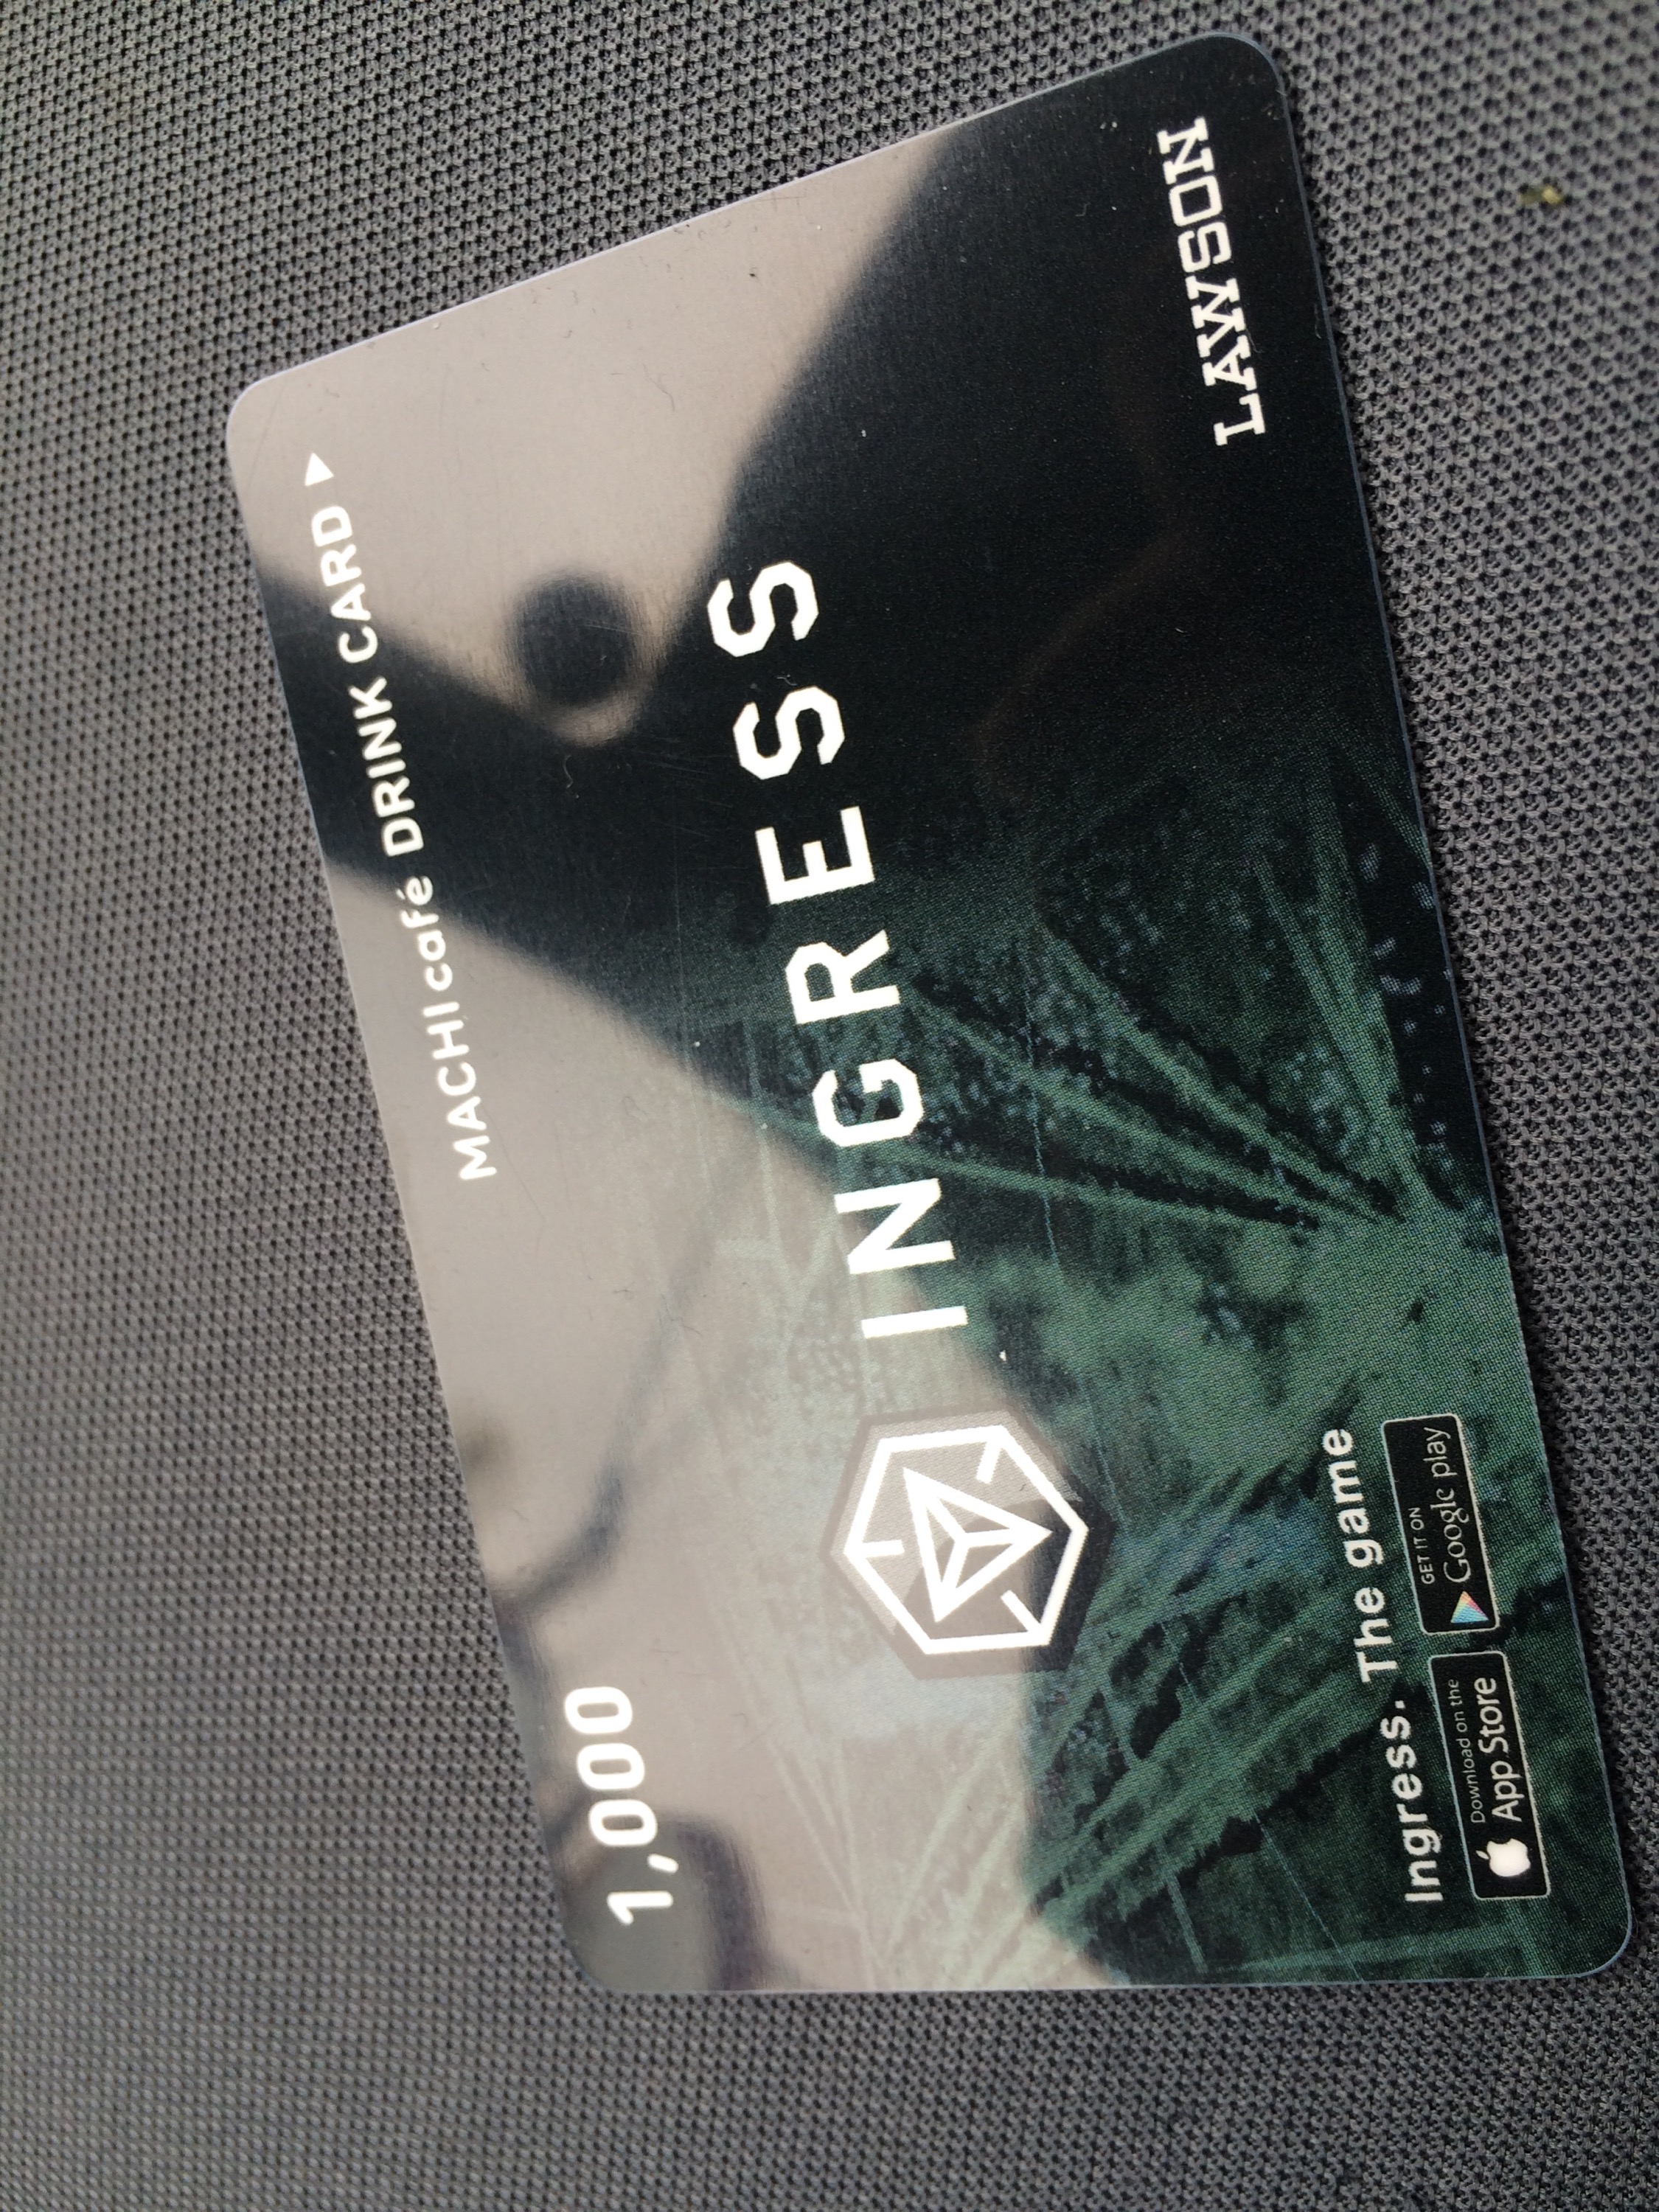 1,000
MACHI café DRINK CARD ▶
INGRESS
Ingress. The game
Download on the
App Store
GET IT ON
Google play
LAWSON